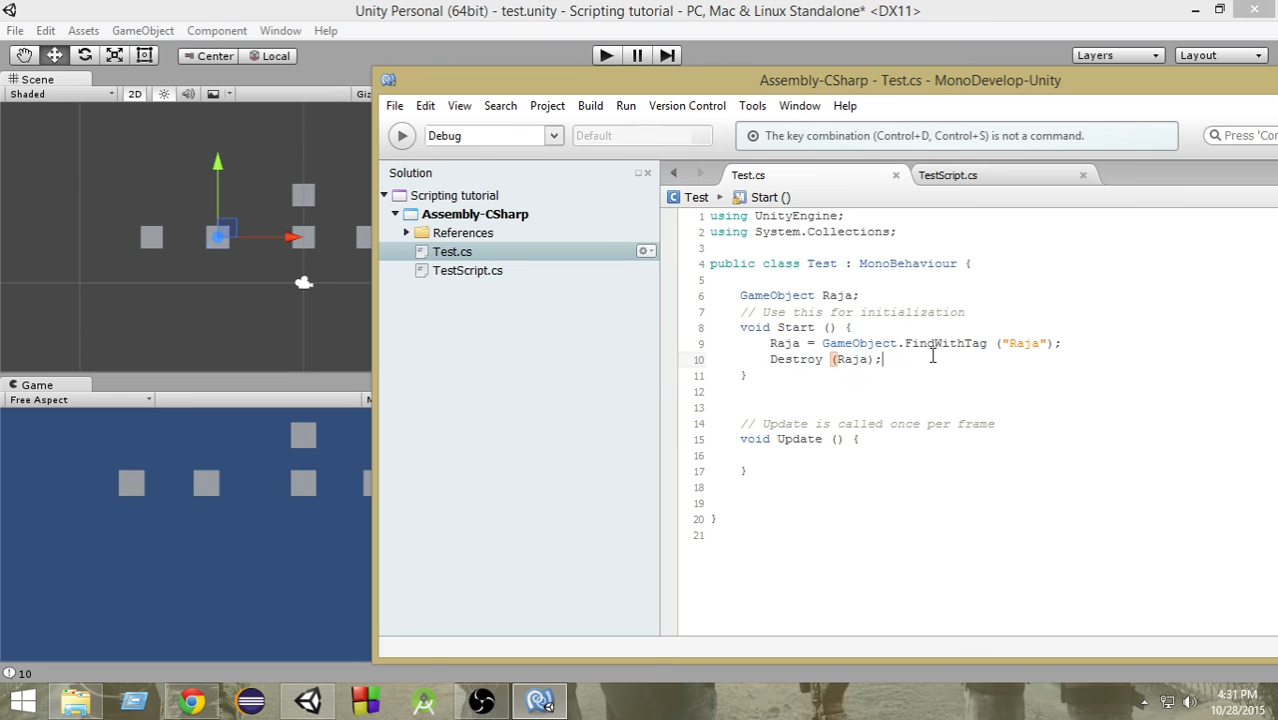 Unity Personal (64bit) - test.unity - Scripting tutorial - PC, Mac & Linux Standalone* <DX11>
File Edit Assets GameObject Component Window Help
Center Local Layers Layout
Scene
Shaded 2D Giz
Game
Free Aspect M
10
Assembly-CSharp - Test.cs - MonoDevelop-Unity
File Edit View Search Project Build Run Version Control Tools Window Help
Debug Default The key combination (Control+D, Control+S) is not a command. Press 'Con
Solution
Scripting tutorial
Assembly-CSharp
References
Test.cs
TestScript.cs
Test.cs TestScript.cs
Test Start ()
1 using UnityEngine;
2 using System.Collections;
3
4 public class Test : MonoBehaviour {
5
6 GameObject Raja;
7 // Use this for initialization
8 void Start () {
9 Raja = GameObject.FindWithTag ("Raja");
10 Destroy (Raja);
11 }
12
13
14 // Update is called once per frame
15 void Update () {
16
17 }
18
19
20 }
21
4:31 PM
10/28/2015